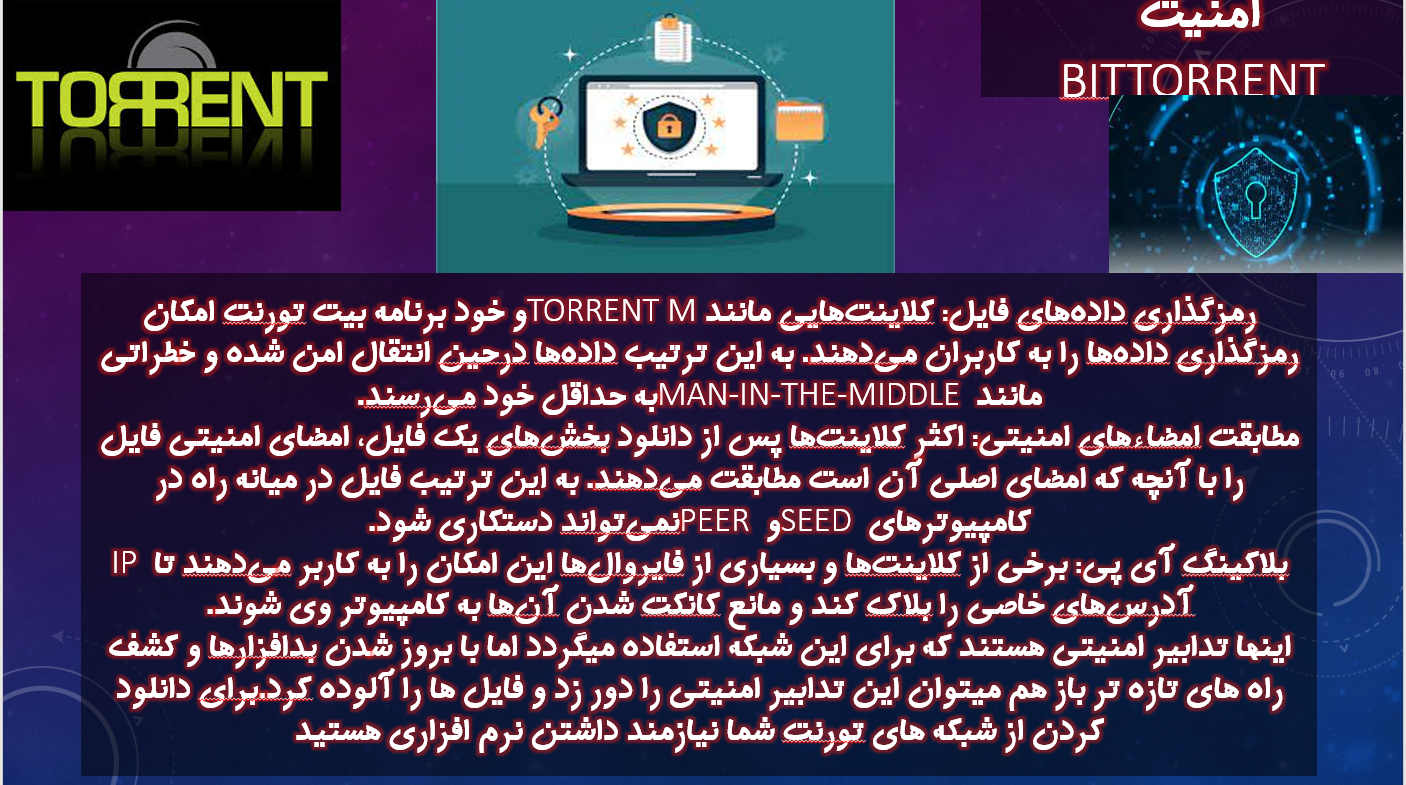 TORRENT
امنیت
BITTORRENT
رمزگذاری داده‌های فایل: کلاینت‌هایی مانند TORRENT Μو خود برنامه بیت تورنت امکان
رمزگذاری داده‌ها را به کاربران می‌دهند. به این ترتیب داده‌ها درحین انتقال امن شده و خطراتی
مانند MAN-IN-THE-MIDDLEبه حداقل خود می‌رسند.
مطابقت امضاءهای امنیتی: اکثر کلاینت‌ها پس از دانلود بخش‌های یک فایل، امضای امنیتی فایل
را با آنچه که امضای اصلی آن است مطابقت می‌دهند. به این ترتیب فایل در میانه راه در
کامپیوترهای SEEDو PEERنمی‌تواند دستکاری شود.
بلاکینگ آی پی: برخی از کلاینت‌ها و بسیاری از فایروال‌ها این امکان را به کاربر می‌دهند تا IP
آدرس‌های خاصی را بلاک کند و مانع کانکت شدن آن‌ها به کامپیوتر وی شوند.
اینها تدابیر امنیتی هستند که برای این شبکه استفاده میگردد اما با بروز شدن بدافزارها و کشف
راه های تازه تر باز هم میتوان این تدابیر امنیتی را دور زد و فایل ها را آلوده کرد.برای دانلود
کردن از شبکه های تورنت شما نیازمند داشتن نرم افزاری هستید